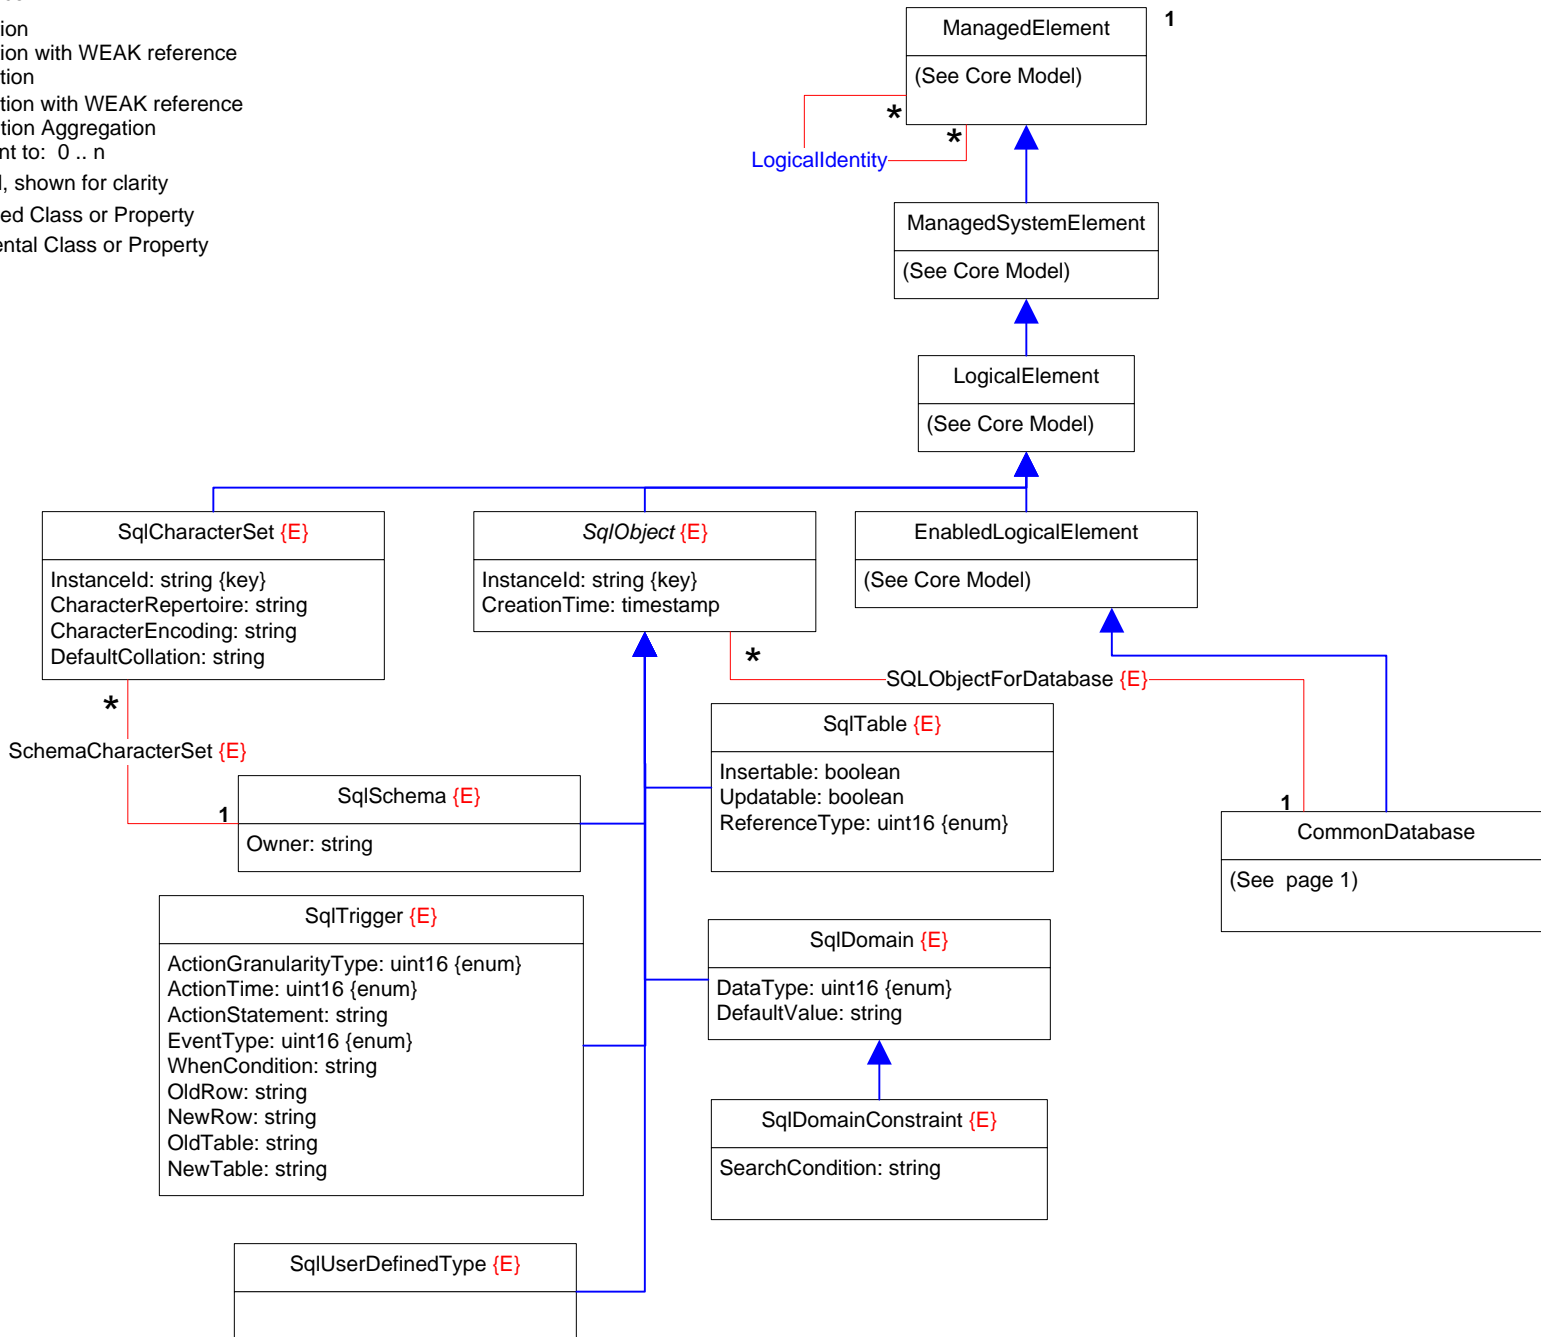 ion
ion with WEAK reference
tion
tion with WEAK reference
tion Aggregation
nt to: 0 .. n
, shown for clarity
ed Class or Property
ental Class or Property
ManagedElement
1
(See Core Model)
*
*
LogicalIdentity
ManagedSystemElement
(See Core Model)
LogicalElement
(See Core Model)
SqlCharacterSet {E}
InstanceId: string {key}
CharacterRepertoire: string
CharacterEncoding: string
DefaultCollation: string
SqlObject {E}
InstanceId: string {key}
CreationTime: timestamp
EnabledLogicalElement
(See Core Model)
*
*
SQLObjectForDatabase {E}
SchemaCharacterSet {E}
SqlTable {E}
Insertable: boolean
Updatable: boolean
ReferenceType: uint16 {enum}
1
SqlSchema {E}
Owner: string
1
CommonDatabase
(See page 1)
SqlTrigger {E}
ActionGranularityType: uint16 {enum}
ActionTime: uint16 {enum}
ActionStatement: string
EventType: uint16 {enum}
WhenCondition: string
OldRow: string
NewRow: string
OldTable: string
NewTable: string
SqlDomain {E}
DataType: uint16 {enum}
DefaultValue: string
SqlDomainConstraint {E}
SearchCondition: string
SqlUserDefinedType {E}